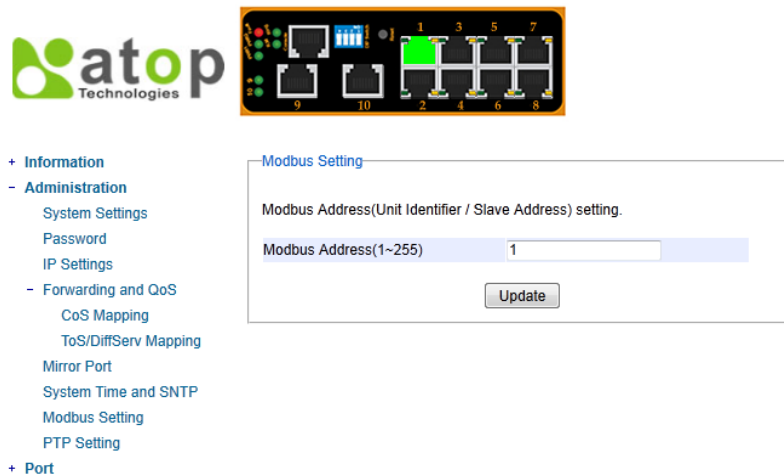 atop
Technologies
1 3 5 7
9 10 2 4 6 8
+ Information
- Administration
System Settings
Password
IP Settings
- Forwarding and QoS
CoS Mapping
ToS/DiffServ Mapping
Mirror Port
System Time and SNTP
Modbus Setting
PTP Setting
+ Port
Modbus Setting
Modbus Address(Unit Identifier / Slave Address) setting.
Modbus Address(1~255) 1
Update